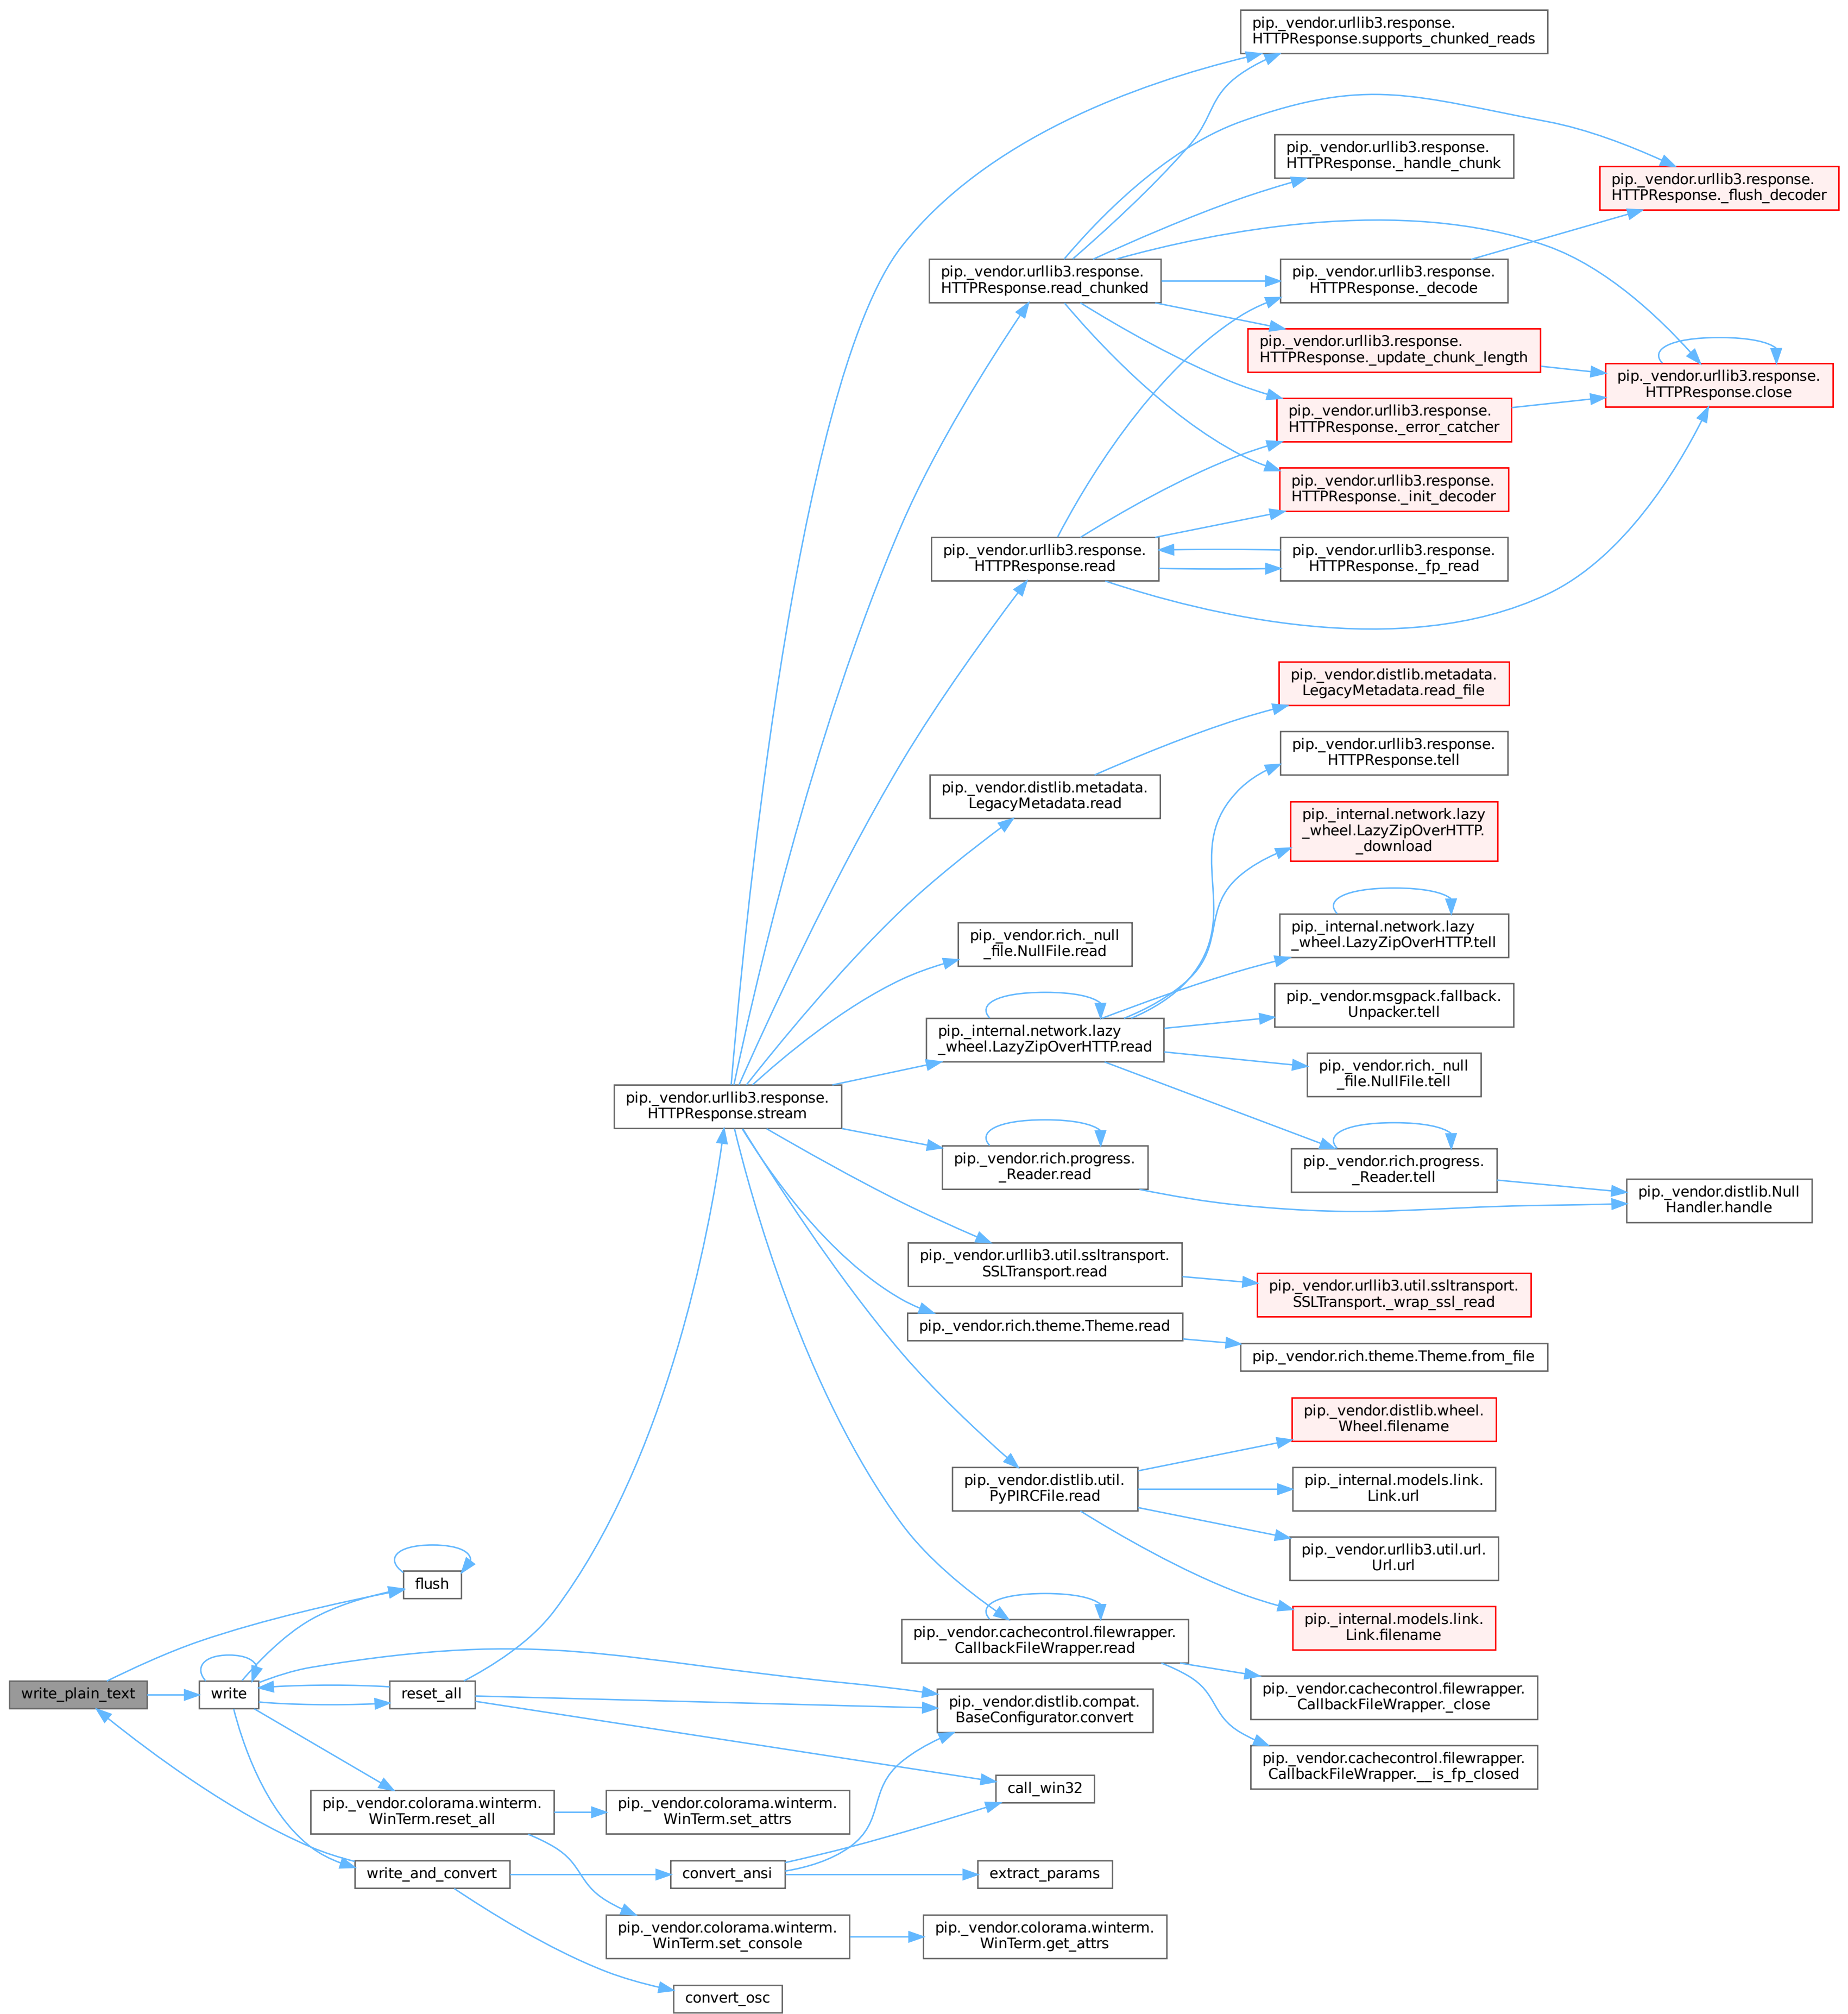 pip._vendor.urllib3.response.
HTTPResponse.supports_chunked_reads
pip._vendor.urllib3.response.
HTTPResponse._handle_chunk
pip._vendor.urllib3.response.
HTTPResponse._flush_decoder
pip._vendor.urllib3.response.
HTTPResponse.read_chunked
pip._vendor.urllib3.response.
HTTPResponse._decode
pip._vendor.urllib3.response.
HTTPResponse._update_chunk_length
pip._vendor.urllib3.response.
HTTPResponse.close
pip._vendor.urllib3.response.
HTTPResponse._error_catcher
pip._vendor.urllib3.response.
HTTPResponse._init_decoder
pip._vendor.urllib3.response.
HTTPResponse.read
pip._vendor.urllib3.response.
HTTPResponse._fp_read
pip._vendor.distlib.metadata.
LegacyMetadata.read_file
pip._vendor.urllib3.response.
HTTPResponse.tell
pip._vendor.distlib.metadata.
LegacyMetadata.read
pip._internal.network.lazy
_wheel.LazyZipOverHTTP.
_download
pip._vendor.rich._null
_file.NullFile.read
pip._internal.network.lazy
_wheel.LazyZipOverHTTP.tell
pip._vendor.msgpack.fallback.
Unpacker.tell
pip._internal.network.lazy
_wheel.LazyZipOverHTTP.read
pip._vendor.rich._null
_file.NullFile.tell
pip._vendor.urllib3.response.
HTTPResponse.stream
pip._vendor.rich.progress.
_Reader.read
pip._vendor.rich.progress.
_Reader.tell
pip._vendor.distlib.Null
Handler.handle
pip._vendor.urllib3.util.ssltransport.
SSLTransport.read
pip._vendor.urllib3.util.ssltransport.
SSLTransport._wrap_ssl_read
pip._vendor.rich.theme.Theme.read
pip._vendor.rich.theme.Theme.from_file
pip._vendor.distlib.wheel.
Wheel.filename
pip._vendor.distlib.util.
PyPIRCFile.read
pip._internal.models.link.
Link.url
pip._vendor.urllib3.util.url.
Url.url
flush
pip._internal.models.link.
Link.filename
pip._vendor.cachecontrol.filewrapper.
CallbackFileWrapper.read
write_plain_text
write
reset_all
pip._vendor.distlib.compat.
BaseConfigurator.convert
pip._vendor.cachecontrol.filewrapper.
CallbackFileWrapper._close
pip._vendor.cachecontrol.filewrapper.
CallbackFileWrapper.__is_fp_closed
call_win32
pip._vendor.colorama.winterm.
WinTerm.reset_all
pip._vendor.colorama.winterm.
WinTerm.set_attrs
write_and_convert
convert_ansi
extract_params
pip._vendor.colorama.winterm.
WinTerm.set_console
pip._vendor.colorama.winterm.
WinTerm.get_attrs
convert_osc